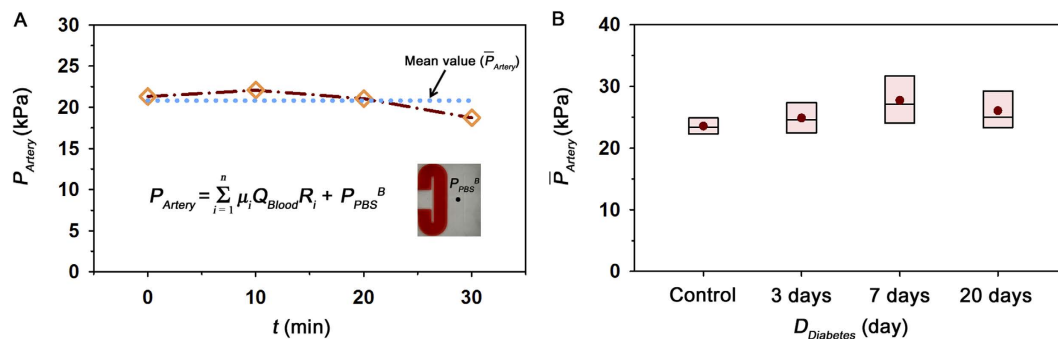 A
30
25
20
15
10
5
0
P_Artery (kPa)
Mean value (P̅_Artery)
P_Artery = Σ_{i = 1}^{n} μ_i Q_Blood R_i + P_PBS^B
P_PBS^B
0 10 20 30
t (min)
B
40
30
20
10
0
P̅_Artery (kPa)
Control 3 days 7 days 20 days
D_Diabetes (day)